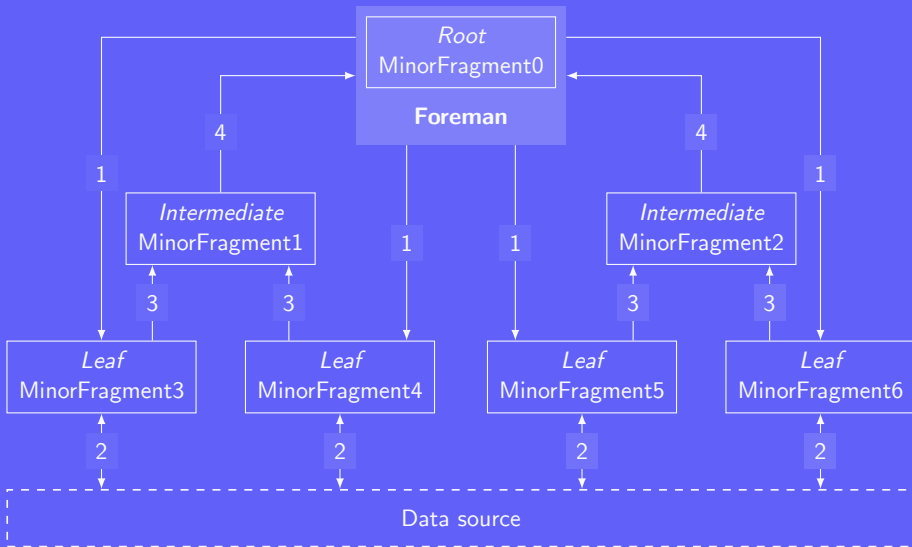 Root
MinorFragment0
Foreman
4
4
1
1
Intermediate
MinorFragment1
Intermediate
MinorFragment2
1
1
3
3
3
3
Leaf
MinorFragment3
Leaf
MinorFragment4
Leaf
MinorFragment5
Leaf
MinorFragment6
2
2
2
2
Data source